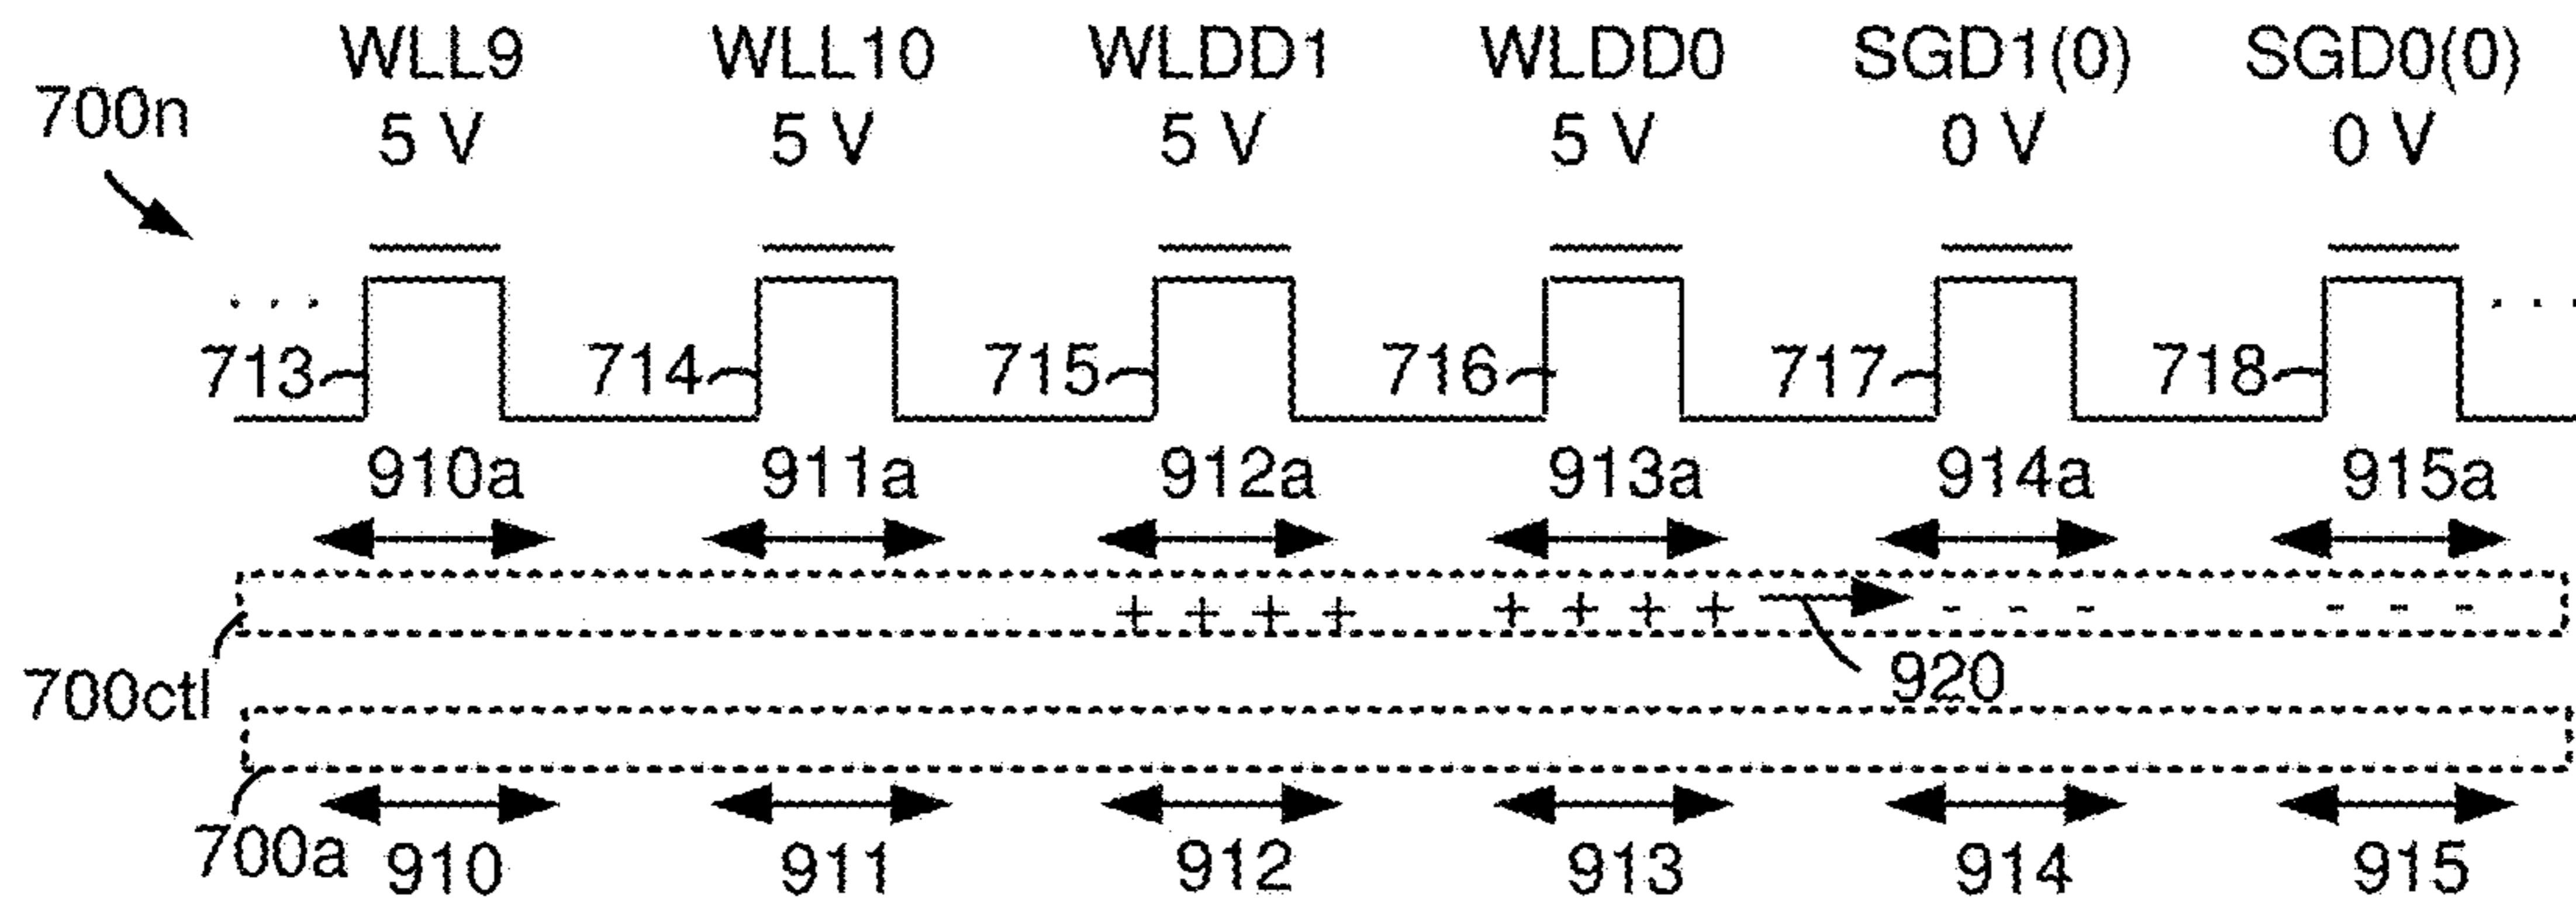 WLL9 WLL10 WLDD1 WLDD0 SGD1(0) SGD0(0)
700n 5 V 5 V 5 V 5 V 0 V 0 V
. . . . . .
713 714 715 716 717 718
910a 911a 912a 913a 914a 915a
+ + + + + + + + - - - - - -
700ctl 920
700a 910 911 912 913 914 915